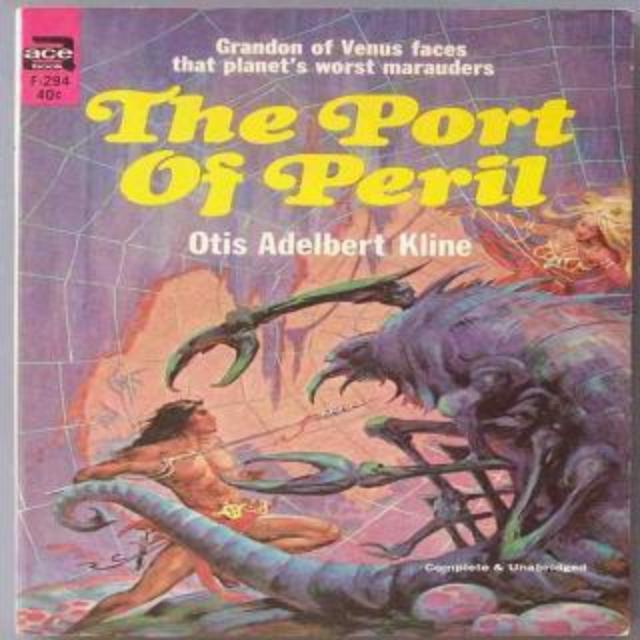 ace
book
F-294
40¢
Grandon of Venus faces
that planet's worst marauders
The Port
Of Peril
Otis Adelbert Kline
Complete & Unabridged